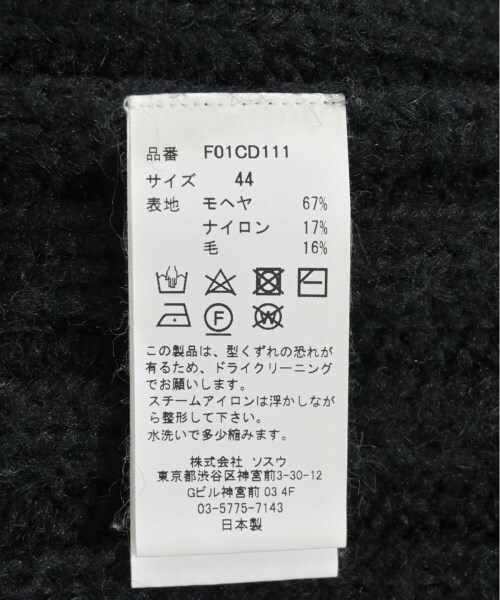 品番 F01CD111
サイズ 44
表地 モヘヤ 67%
ナイロン 17%
毛 16%
F W
この製品は、型くずれの恐れが
有るため、ドライクリーニング
でお願いします。
スチームアイロンは浮かしなが
ら整形して下さい。
水洗いで多少縮みます。
株式会社 ソスウ
東京都渋谷区神宮前3-30-12
Gビル神宮前 03 4F
03-5775-7143
日本製